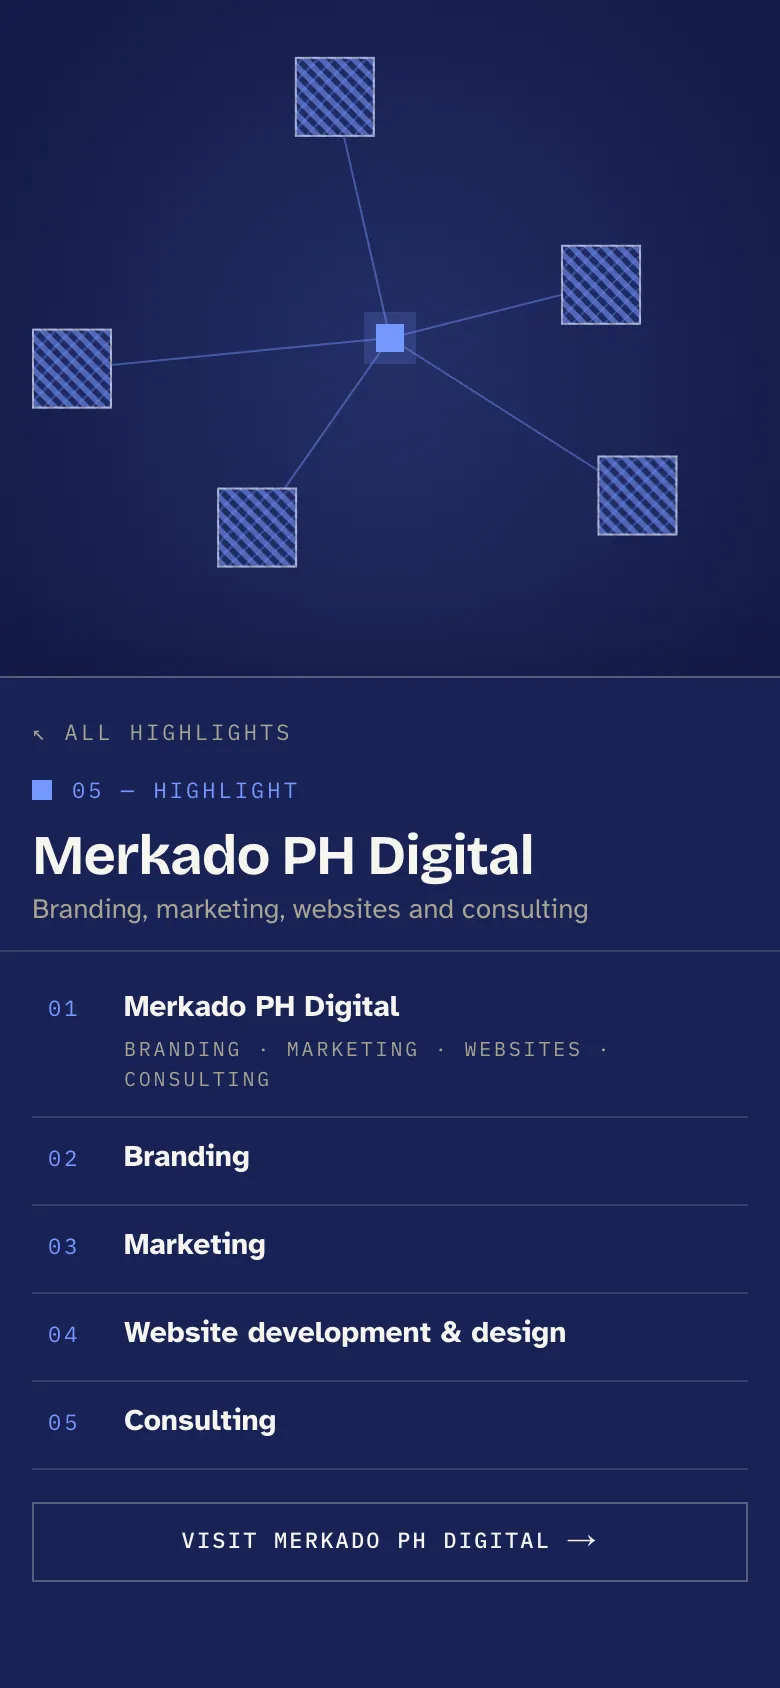 ↖ ALL HIGHLIGHTS
05 — HIGHLIGHT
Merkado PH Digital
Branding, marketing, websites and consulting
01 Merkado PH Digital
BRANDING · MARKETING · WEBSITES ·
CONSULTING
02 Branding
03 Marketing
04 Website development & design
05 Consulting
VISIT MERKADO PH DIGITAL →